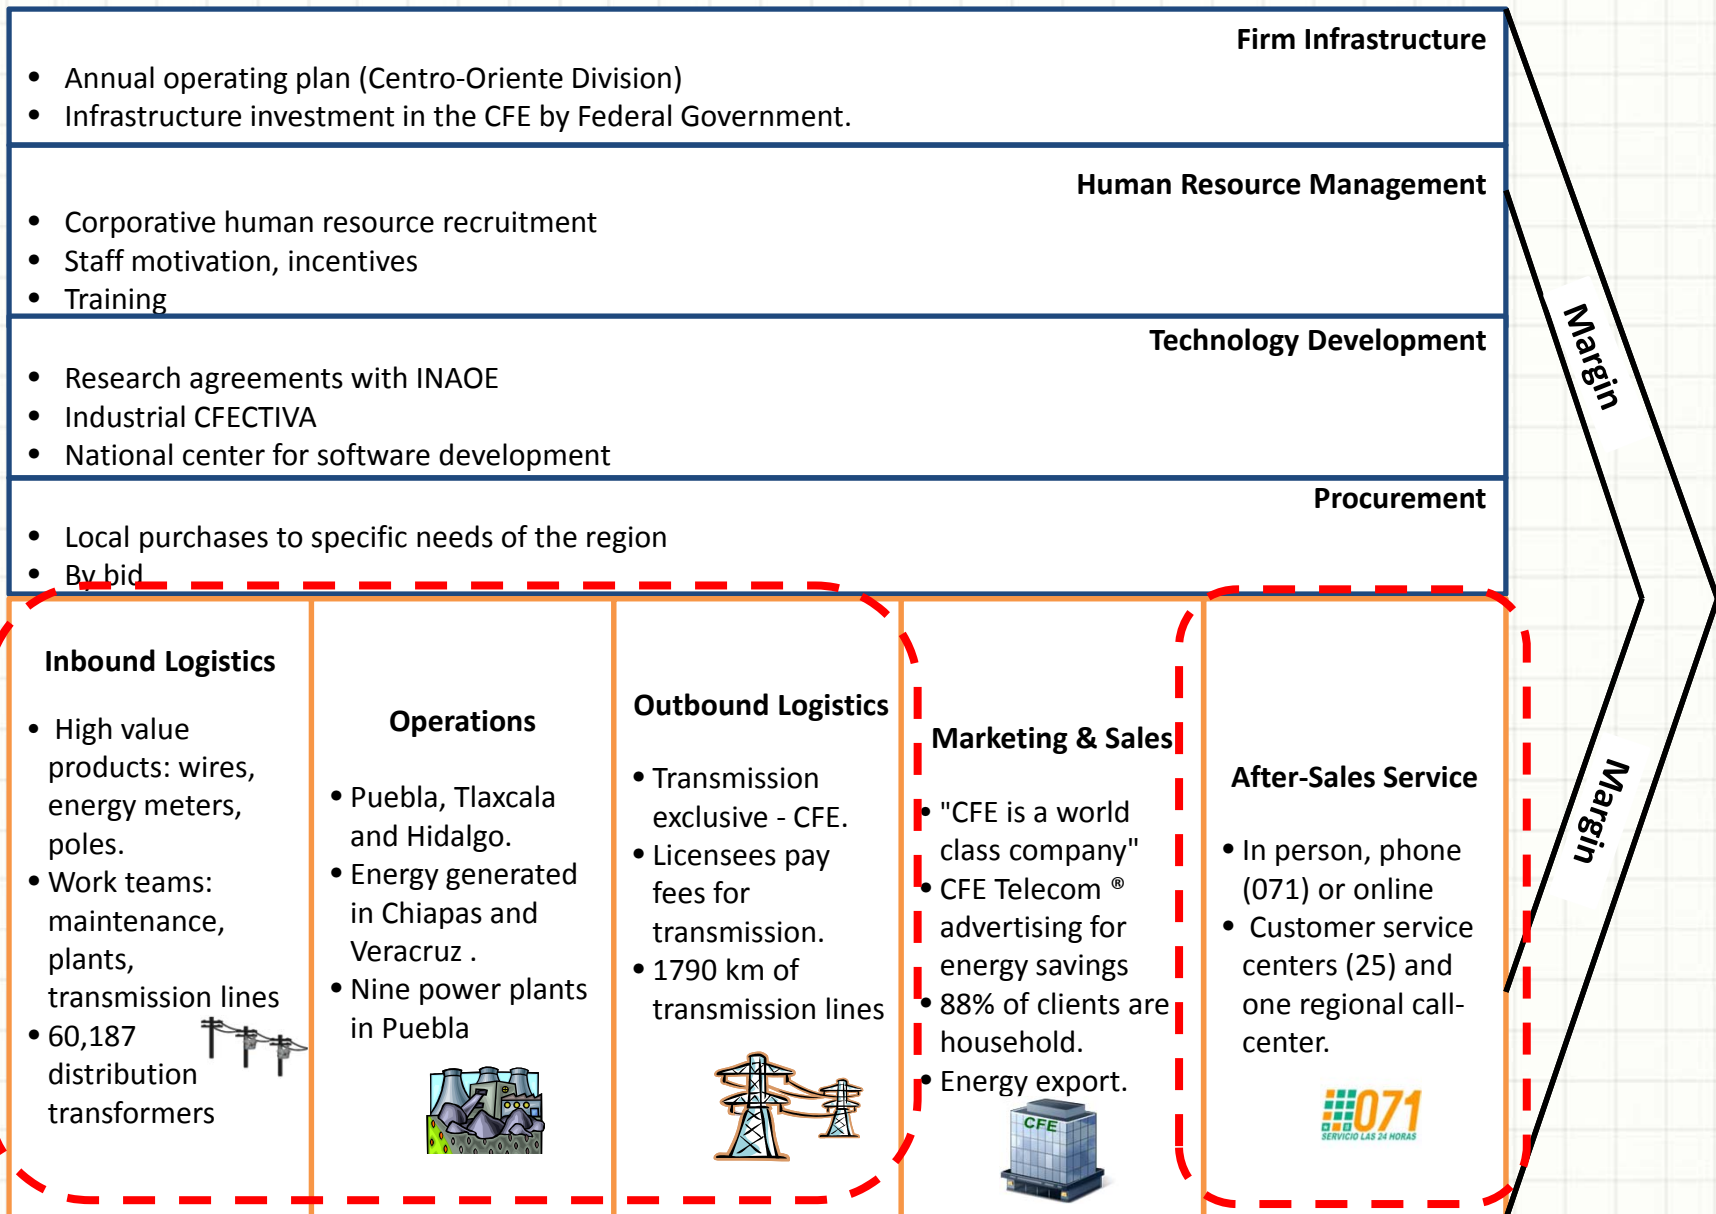 Firm Infrastructure
• Annual operating plan (Centro-Oriente Division)
• Infrastructure investment in the CFE by Federal Government.
Human Resource Management
• Corporative human resource recruitment
• Staff motivation, incentives
• Training
Technology Development
• Research agreements with INAOE
• Industrial CFECTIVA
• National center for software development
Procurement
• Local purchases to specific needs of the region
• By bid
Margin
Margin
Inbound Logistics
• High value
products: wires,
energy meters,
poles.
• Work teams:
maintenance,
plants,
transmission lines
• 60,187
distribution
transformers
Operations
• Puebla, Tlaxcala
and Hidalgo.
• Energy generated
in Chiapas and
Veracruz .
• Nine power plants
in Puebla
Outbound Logistics
• Transmission
exclusive - CFE.
• Licensees pay
fees for
transmission.
• 1790 km of
transmission lines
Marketing & Sales
• "CFE is a world
class company"
• CFE Telecom ®
advertising for
energy savings
• 88% of clients are
household.
• Energy export.
CFE
After-Sales Service
• In person, phone
(071) or online
• Customer service
centers (25) and
one regional call-
center.
071
SERVICIO LAS 24 HORAS